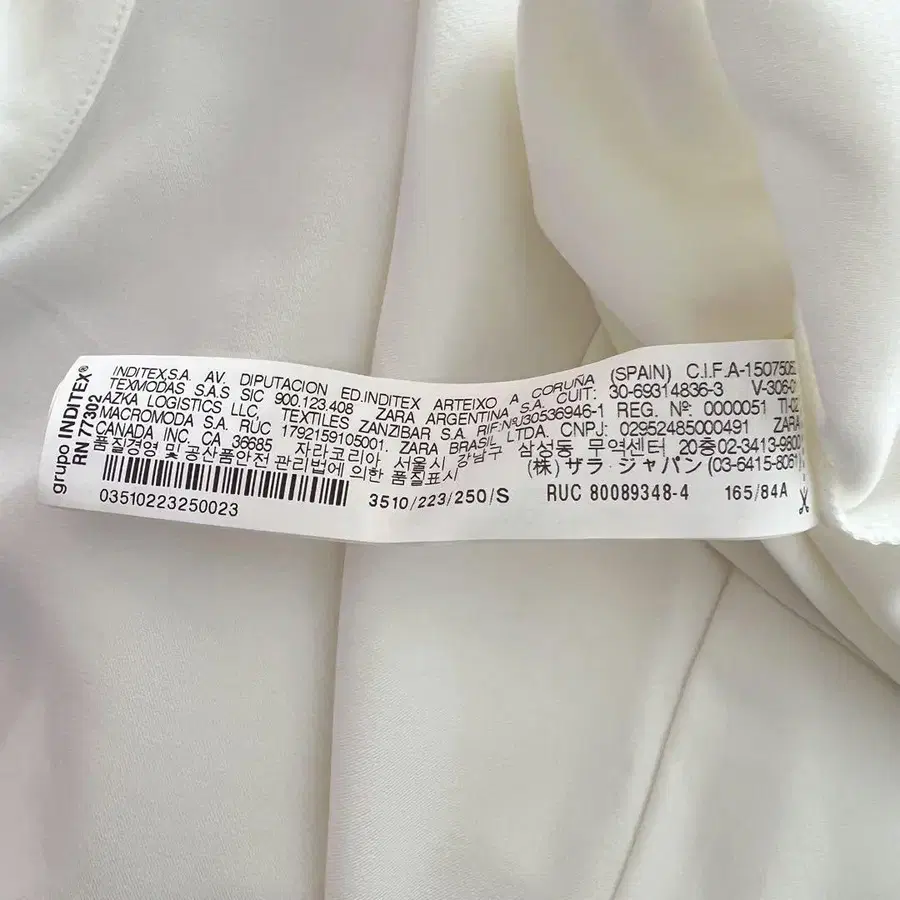 grupo INDITEX®
RN 77302
INDITEX,S.A. AV. DIPUTACION ED.INDITEX ARTEIXO A CORUÑA (SPAIN) C.I.F.A-1507508
TEXMODAS S.A.S SIC 900.123.408 ZARA ARGENTINA S.A. CUIT: 30-69314836-3 V-306-0
AZKA LOGISTICS LLC, TEXTILES ZANZIBAR S.A. RIF:NºJ30536946-1 REG. Nº: 0000051 TI-02
MACROMODA S.A. RUC 1792159105001. ZARA BRASIL LTDA. CNPJ: 02952485000491 ZARA
CANADA INC. CA 36685 자라코리아 서울시, 강남구 삼성동 무역센터 20층02-3413-9800
품질경영 및 공산품안전 관리법에 의한 품질표시 (株) ザラ ジャパン (03-6415-8061)
03510223250023 3510/223/250/S RUC 80089348-4 165/84A